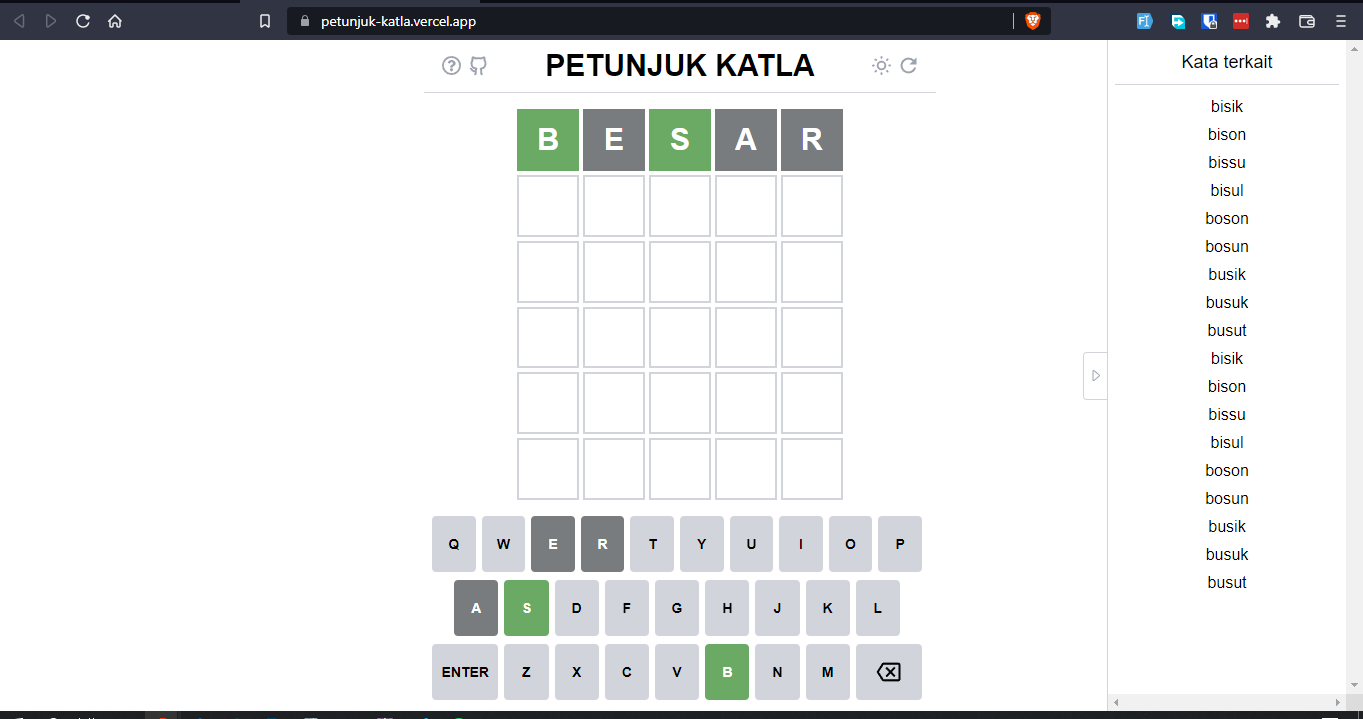 petunjuk-katla.vercel.app
PETUNJUK KATLA
B E S A R
Q W E R T Y U I O P
A S D F G H J K L
ENTER Z X C V B N M
Kata terkait
bisik
bison
bissu
bisul
boson
bosun
busik
busuk
busut
bisik
bison
bissu
bisul
boson
bosun
busik
busuk
busut